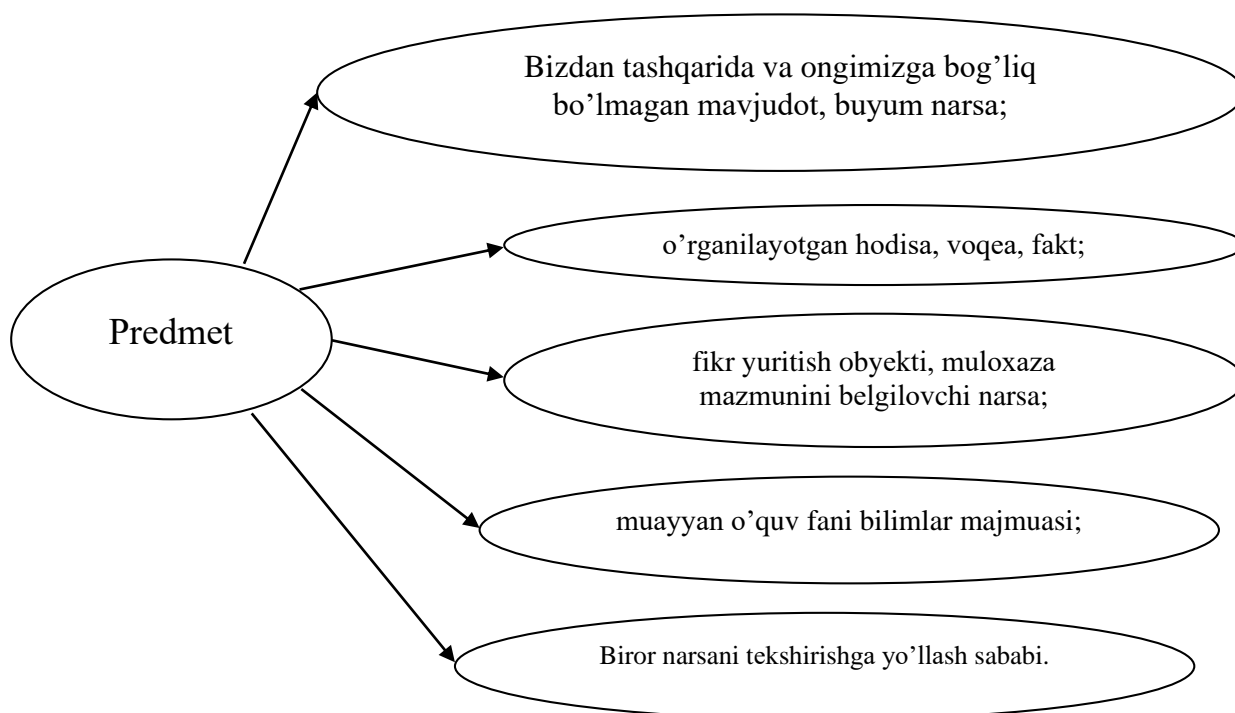 Bizdan tashqarida va ongimizga bog’liq
bo’lmagan mavjudot, buyum narsa;
o’rganilayotgan hodisa, voqea, fakt;
Predmet
fikr yuritish obyekti, muloxaza
mazmunini belgilovchi narsa;
muayyan o’quv fani bilimlar majmuasi;
Biror narsani tekshirishga yo’llash sababi.